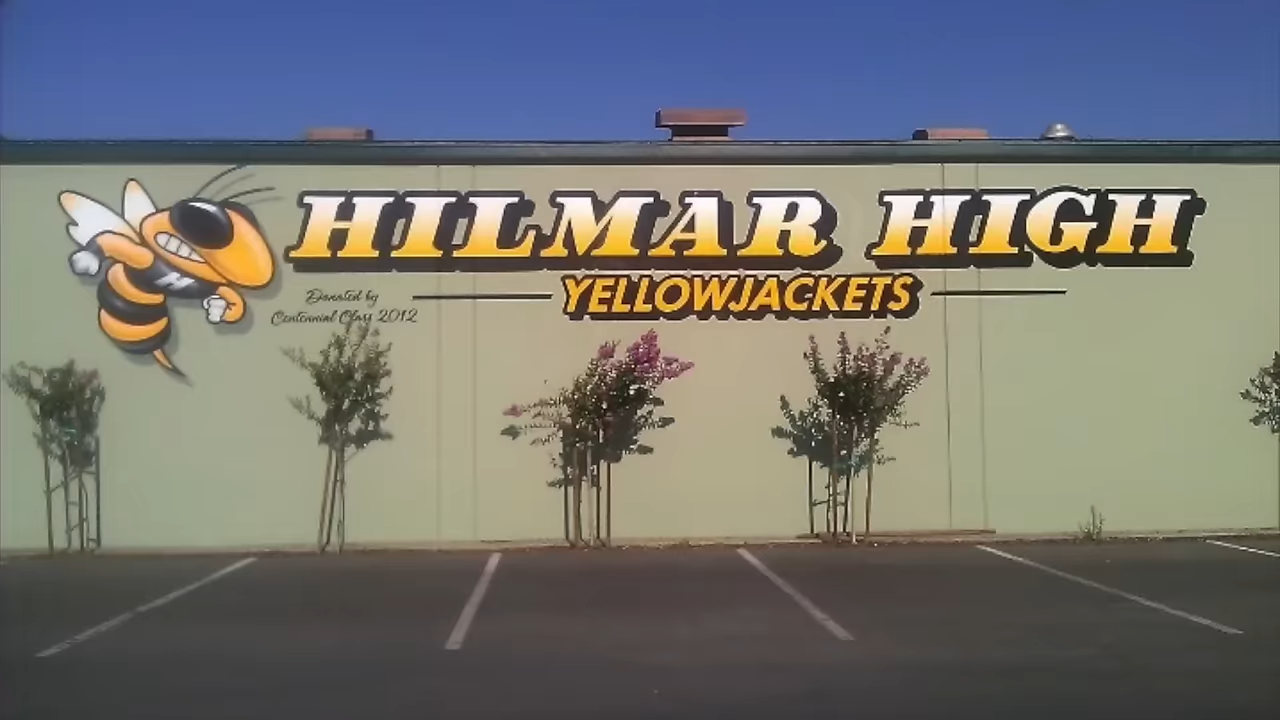 HILMAR HIGH
YELLOWJACKETS
H
Donated by
Centennial Class 2012